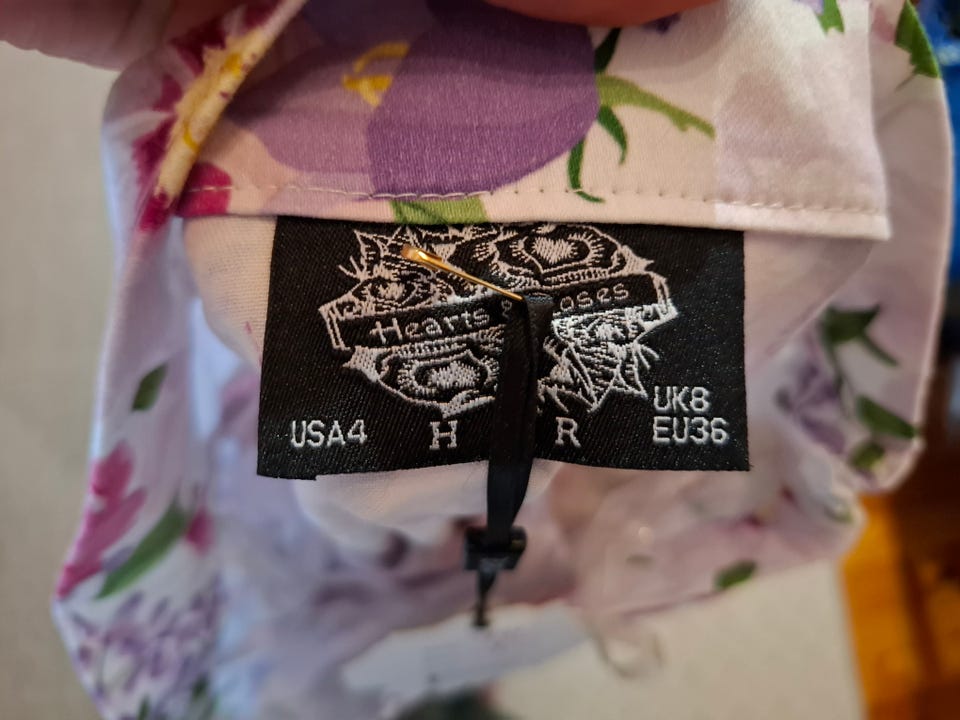 Hearts & oses
UK8
USA4 H R EU36